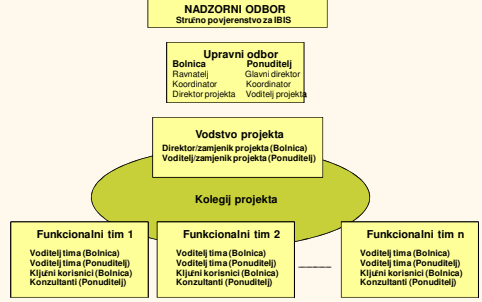 NADZORNI ODBOR
Stručno povjerenstvo za IBIS
Upravni odbor
Bolnica Ponuditelj
Ravnatelj Glavni direktor
Koordinator Koordinator
Direktor projekta Voditelj projekta
Vodstvo projekta
Direktor/zamjenik projekta (Bolnica)
Voditelj/zamjenik projekta (Ponuditelj)
Kolegij projekta
Funkcionalni tim 1
Voditelj tima (Bolnica)
Voditelj tima (Ponuditelj)
Ključni korisnici (Bolnica)
Konzultanti (Ponuditelj)
Funkcionalni tim 2
Voditelj tima (Bolnica)
Voditelj tima (Ponuditelj)
Ključni korisnici (Bolnica)
Konzultanti (Ponuditelj)
Funkcionalni tim n
Voditelj tima (Bolnica)
Voditelj tima (Ponuditelj)
Ključni korisnici (Bolnica)
Konzultanti (Ponuditelj)